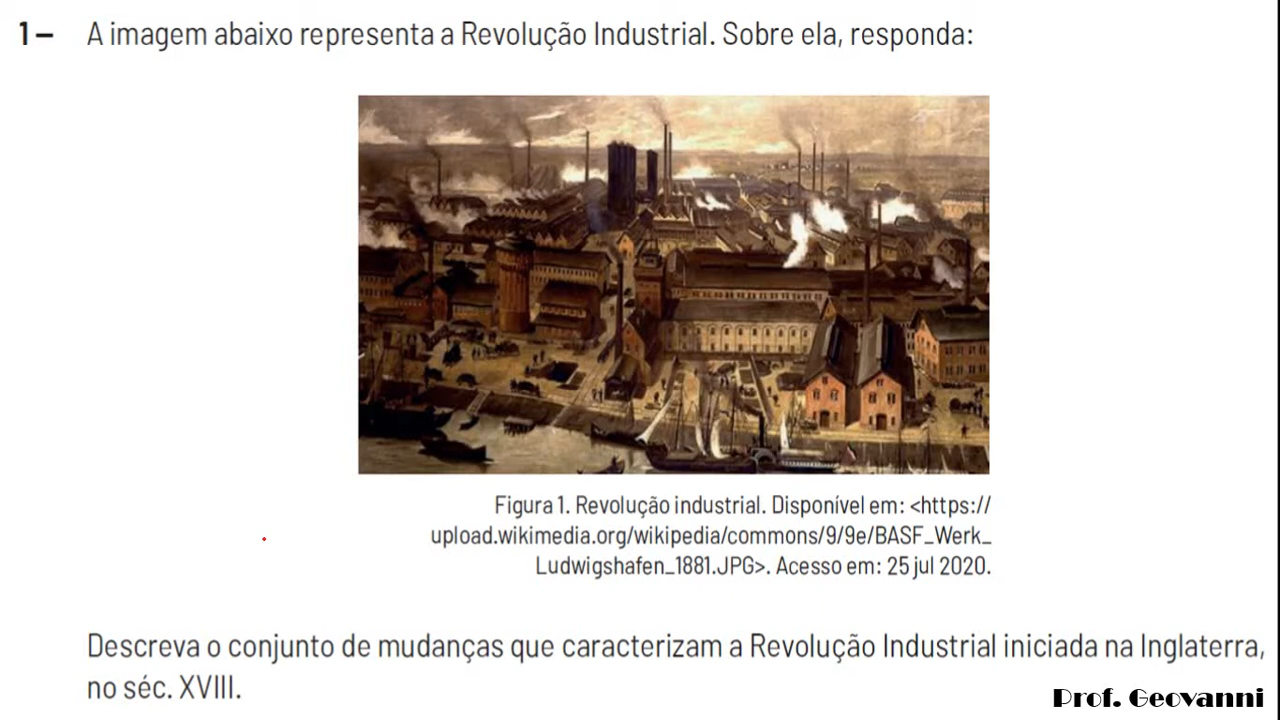 1 – A imagem abaixo representa a Revolução Industrial. Sobre ela, responda:
Figura 1. Revolução industrial. Disponível em: <https://
upload.wikimedia.org/wikipedia/commons/9/9e/BASF_Werk_
Ludwigshafen_1881.JPG>. Acesso em: 25 jul 2020.
Descreva o conjunto de mudanças que caracterizam a Revolução Industrial iniciada na Inglaterra,
no séc. XVIII.
Prof. Geovanni